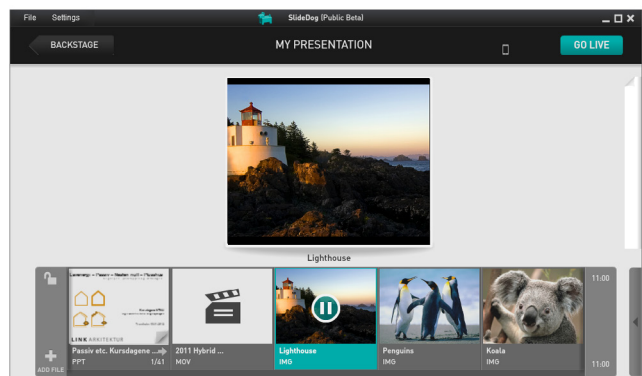 File Settings
SlideDog (Public Beta)
BACKSTAGE
MY PRESENTATION
GO LIVE
Lighthouse
LINK ARKITEKTUR
Passiv etc. Kursdagene ...
PPT 1/41
2011 Hybrid ...
MOV
Lighthouse
IMG
Penguins
IMG
Koala
IMG
11:00
11:00
ADD FILE